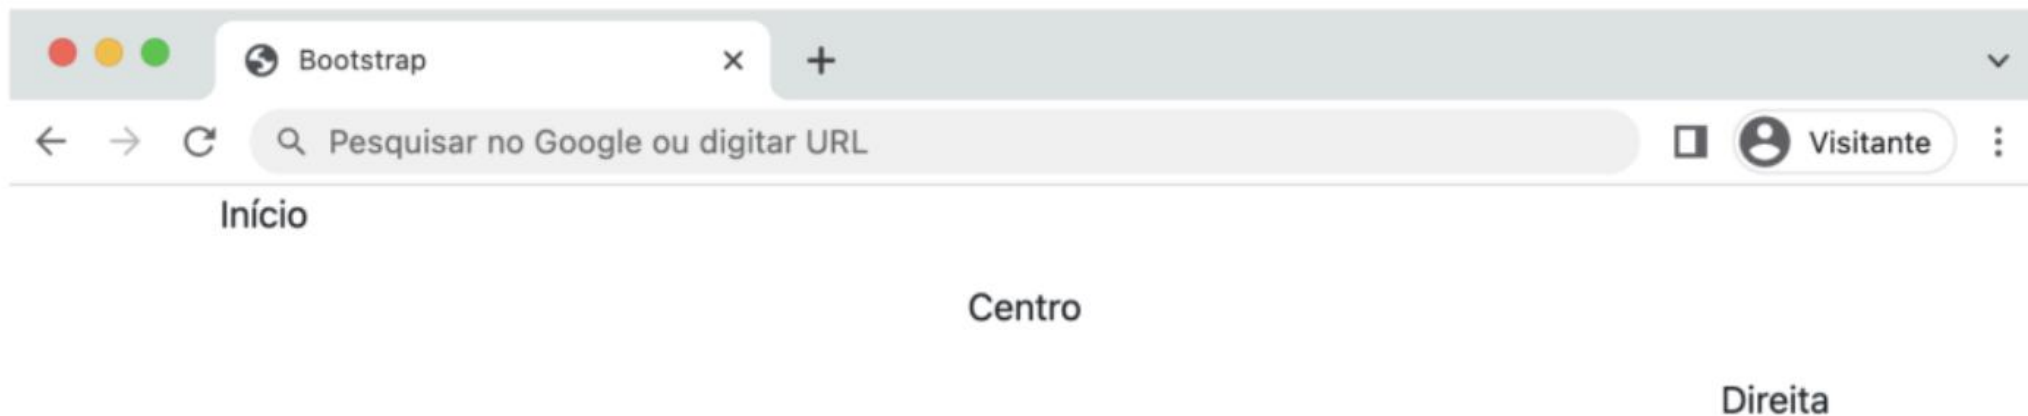 Bootstrap
Pesquisar no Google ou digitar URL
Visitante
Início
Centro
Direita